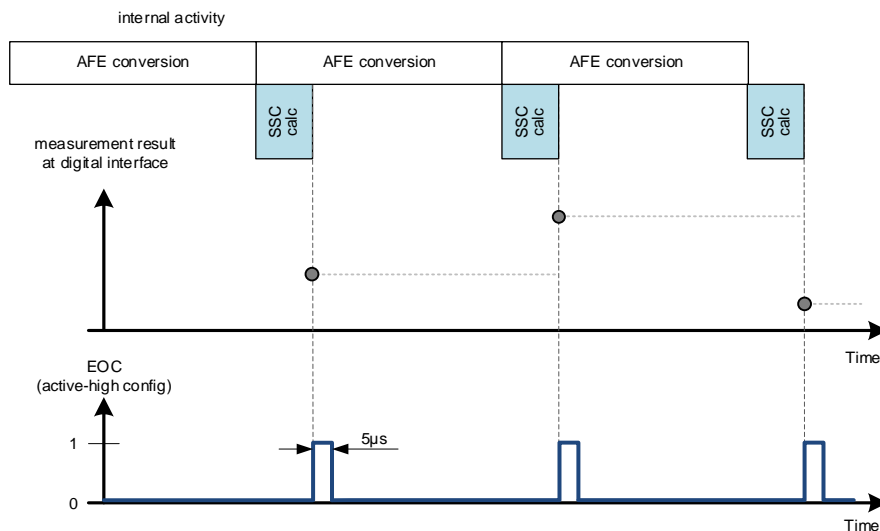 internal activity
AFE conversion
AFE conversion
AFE conversion
SSC
calc
SSC
calc
SSC
calc
measurement result
at digital interface
Time
EOC
(active-high config)
1
5µs
0
Time